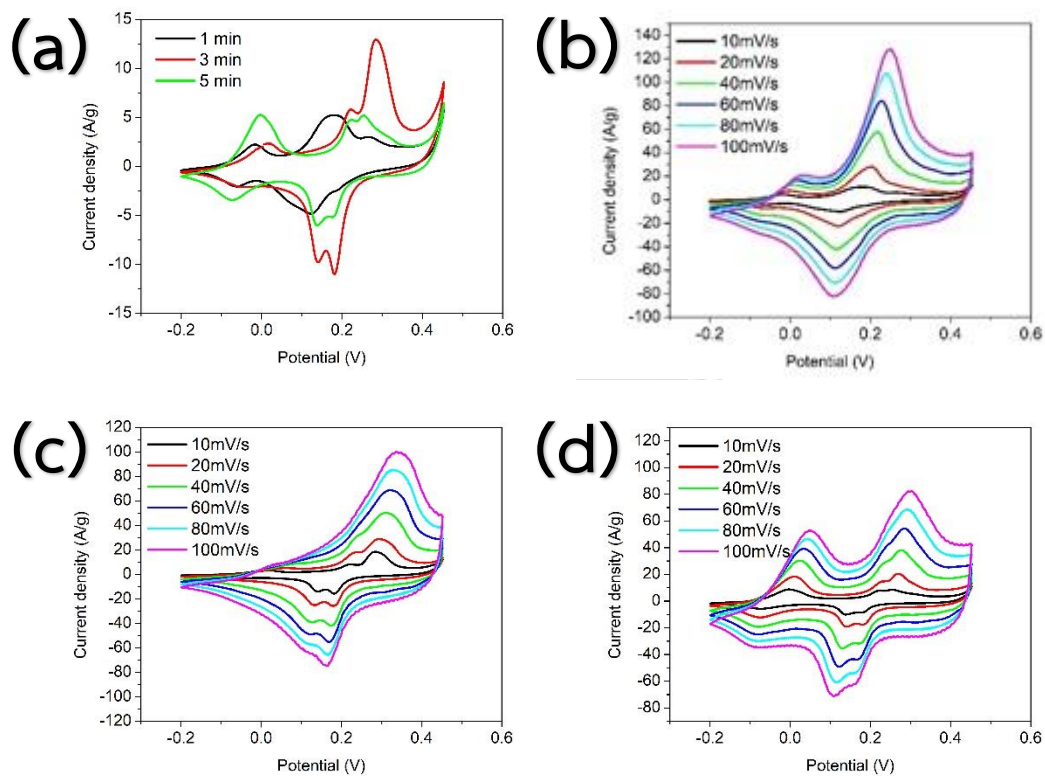 (a)
1 min
3 min
5 min
15
10
5
0
-5
-10
-15
-0.2
0.0
0.2
0.4
0.6
Current density (A/g)
Potential (V)
(b)
10mV/s
20mV/s
40mV/s
60mV/s
80mV/s
100mV/s
140
120
100
80
60
40
20
0
-20
-40
-60
-80
-100
-0.2
0.0
0.2
0.4
0.6
Current density (A/g)
Potential (V)
(c)
10mV/s
20mV/s
40mV/s
60mV/s
80mV/s
100mV/s
120
100
80
60
40
20
0
-20
-40
-60
-80
-100
-120
-0.2
0.0
0.2
0.4
0.6
Current density (A/g)
Potential (V)
(d)
10mV/s
20mV/s
40mV/s
60mV/s
80mV/s
100mV/s
120
100
80
60
40
20
0
-20
-40
-60
-80
-0.2
0.0
0.2
0.4
0.6
Current density (A/g)
Potential (V)